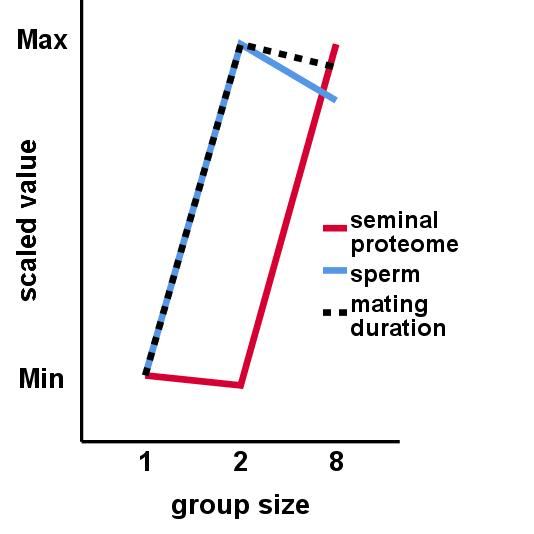 Max
scaled value
Min
seminal
proteome
sperm
mating
duration
1 2 8
group size